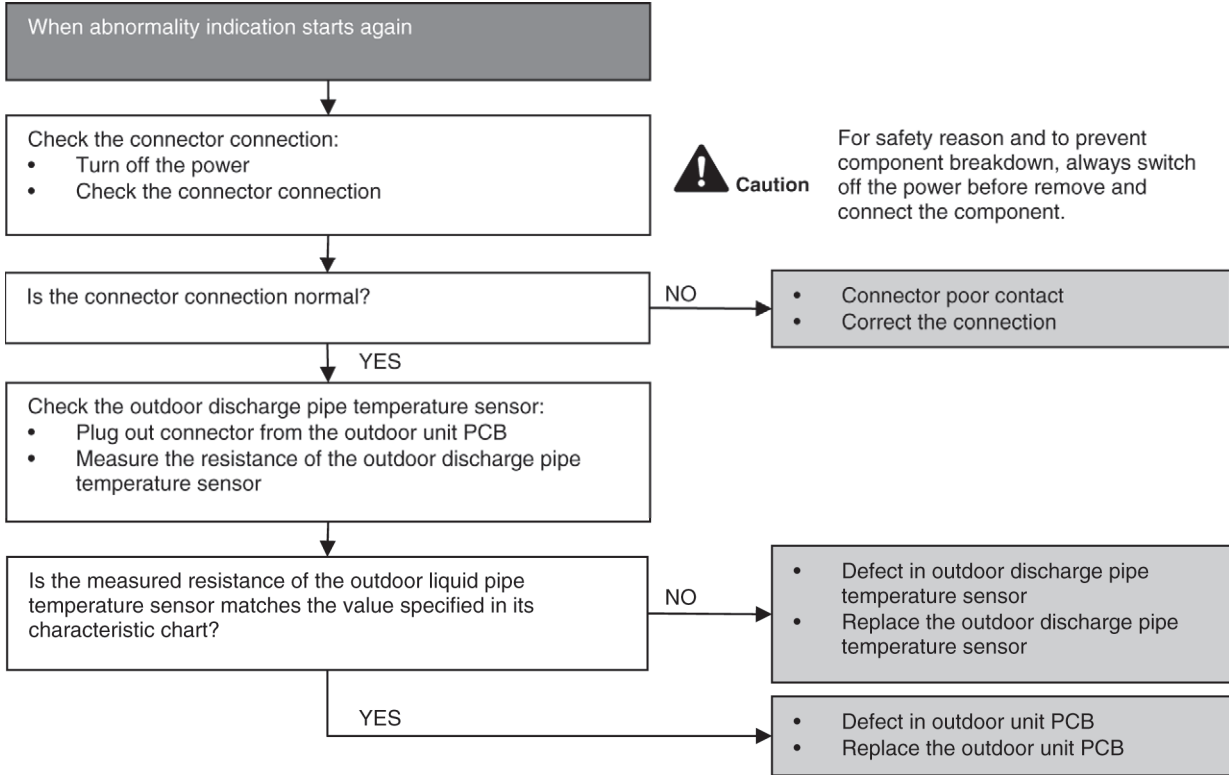 When abnormality indication starts again
Check the connector connection:
• Turn off the power
• Check the connector connection
Caution
For safety reason and to prevent
component breakdown, always switch
off the power before remove and
connect the component.
Is the connector connection normal?
NO
• Connector poor contact
• Correct the connection
YES
Check the outdoor discharge pipe temperature sensor:
• Plug out connector from the outdoor unit PCB
• Measure the resistance of the outdoor discharge pipe
temperature sensor
Is the measured resistance of the outdoor liquid pipe
temperature sensor matches the value specified in its
characteristic chart?
NO
• Defect in outdoor discharge pipe
temperature sensor
• Replace the outdoor discharge pipe
temperature sensor
YES
• Defect in outdoor unit PCB
• Replace the outdoor unit PCB